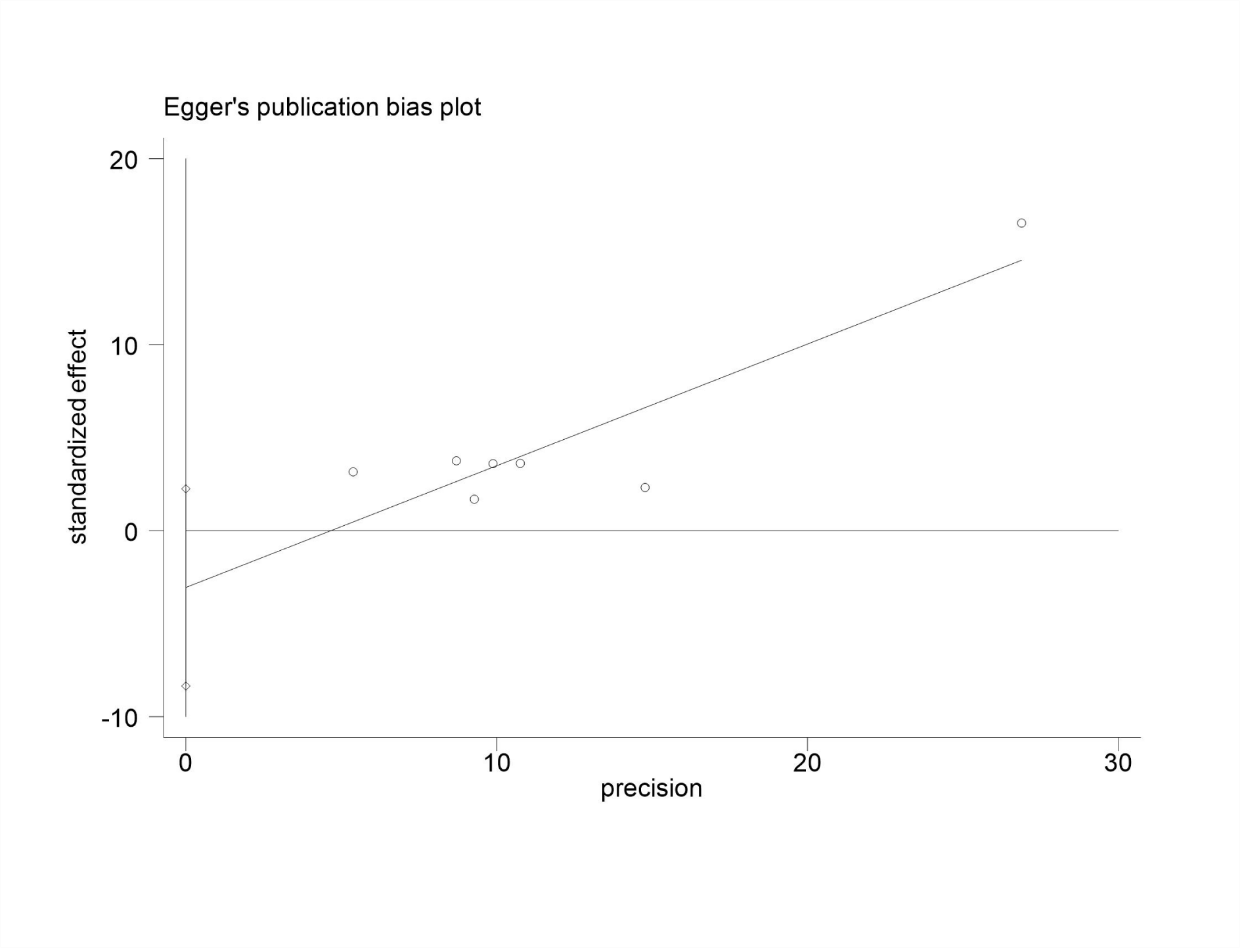 Egger's publication bias plot
20
10
0
-10
standardized effect
0 10 20 30
precision